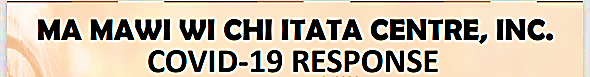 MA MAWI WI CHI ITATA CENTRE, INC.
COVID-19 RESPONSE